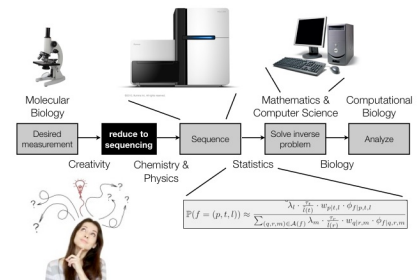 Molecular
Biology
Mathematics &
Computer Science
Computational
Biology
Desired
measurement
reduce to
sequencing
Sequence
Solve inverse
problem
Analyze
Creativity
Chemistry &
Physics
Statistics
Biology
? ? ? ?